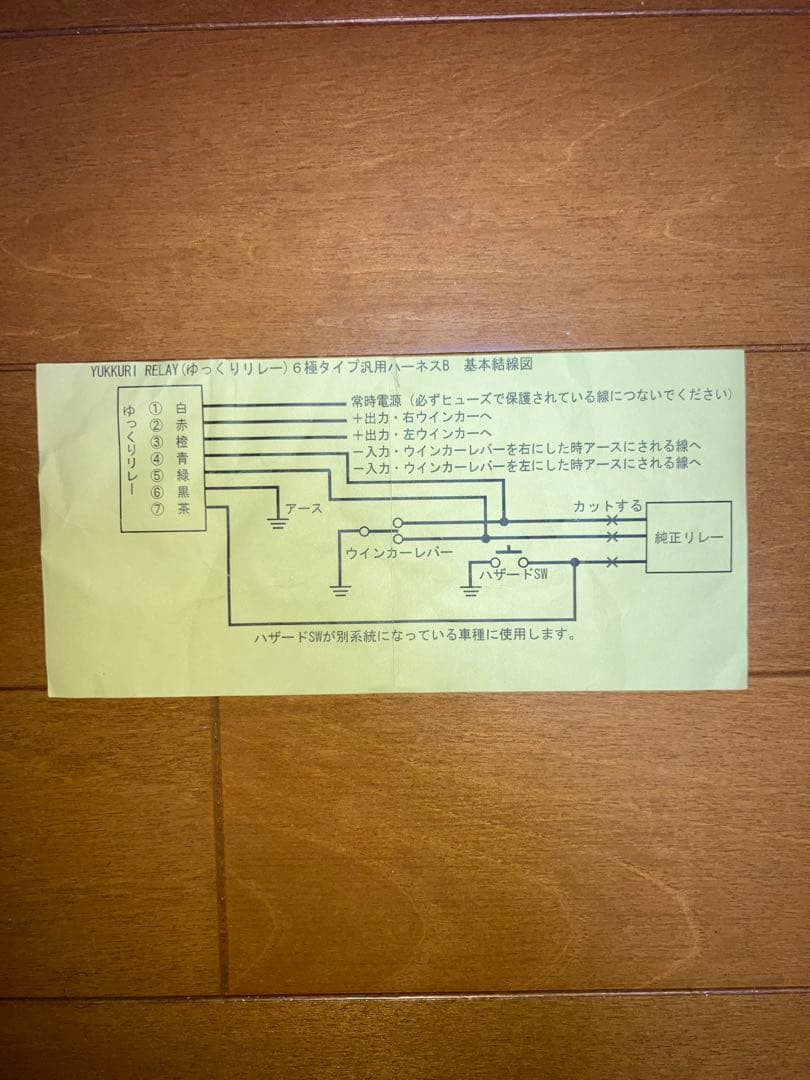 YUKKURI RELAY(ゆっくりリレー)6極タイプ汎用ハーネスB 基本結線図
ゆっくりリレー
① 白
② 赤
③ 橙
④ 青
⑤ 緑
⑥ 黒
⑦ 茶
常時電源(必ずヒューズで保護されている線につないでください)
+出力・右ウインカーへ
+出力・左ウインカーへ
-入力・ウインカーレバーを右にした時アースにされる線へ
-入力・ウインカーレバーを左にした時アースにされる線へ
アース
カットする
純正リレー
ウインカーレバー
ハザードSW
ハザードSWが別系統になっている車種に使用します。